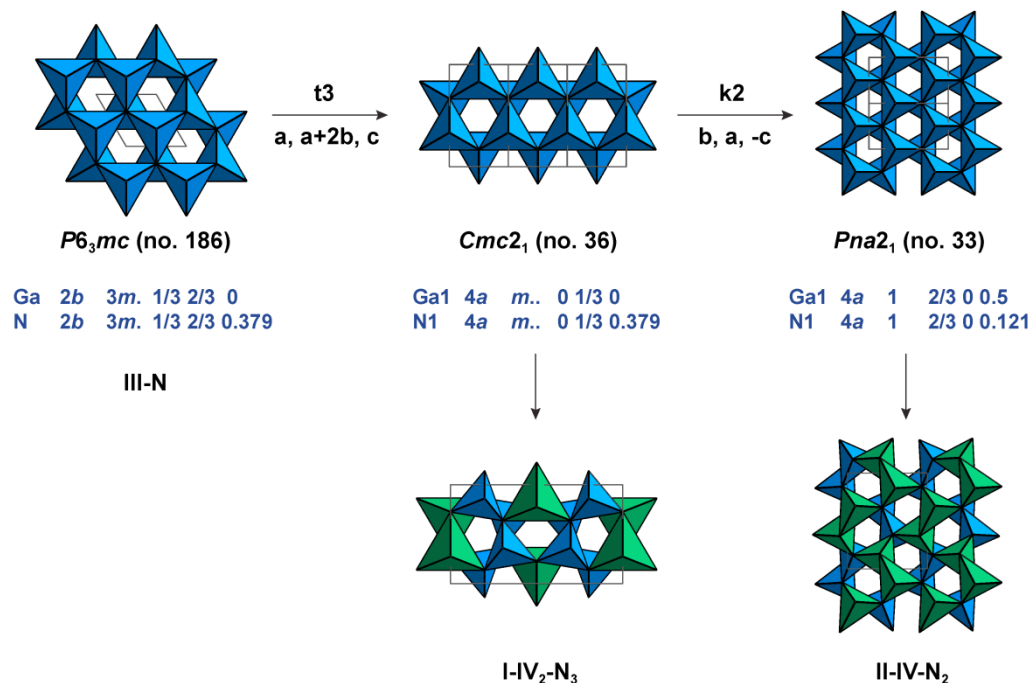 t3
a, a+2b, c
k2
b, a, -c
P6₃mc (no. 186)
Cmc2₁ (no. 36)
Pna2₁ (no. 33)
Ga 2b 3m. 1/3 2/3 0
N 2b 3m. 1/3 2/3 0.379
Ga1 4a m.. 0 1/3 0
N1 4a m.. 0 1/3 0.379
Ga1 4a 1 2/3 0 0.5
N1 4a 1 2/3 0 0.121
III-N
I-IV₂-N₃
II-IV-N₂